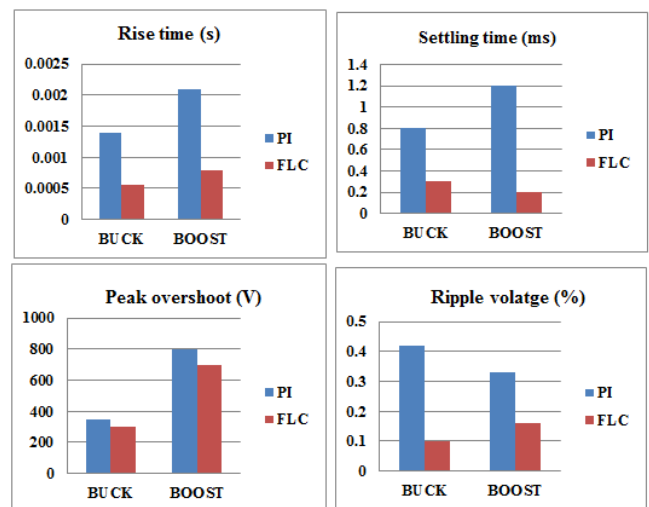 Rise time (s)
0.0025
0.002
0.0015
0.001
0.0005
0
BUCK BOOST
PI
FLC
Settling time (ms)
1.4
1.2
1
0.8
0.6
0.4
0.2
0
BUCK BOOST
PI
FLC
Peak overshoot (V)
1000
800
600
400
200
0
BUCK BOOST
PI
FLC
Ripple volatge (%)
0.5
0.4
0.3
0.2
0.1
0
BUCK BOOST
PI
FLC